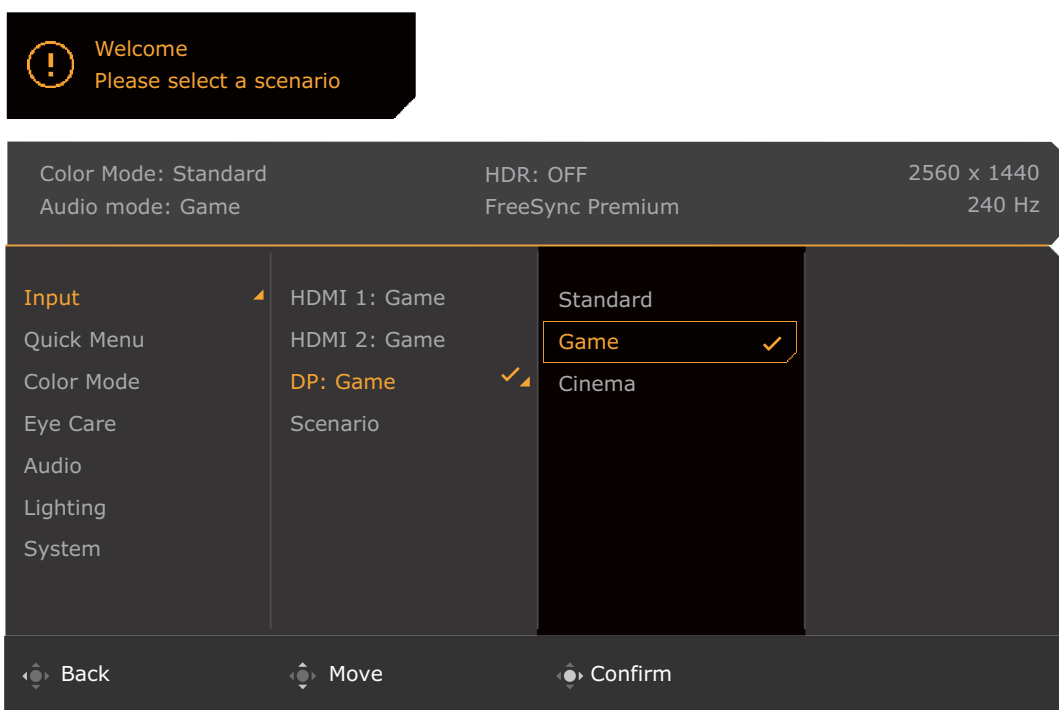 Welcome
Please select a scenario
Color Mode: Standard
HDR: OFF
2560 x 1440
Audio mode: Game
FreeSync Premium
240 Hz
Input
HDMI 1: Game
Standard
Quick Menu
HDMI 2: Game
Game
Color Mode
DP: Game
Cinema
Eye Care
Scenario
Audio
Lighting
System
Back
Move
Confirm